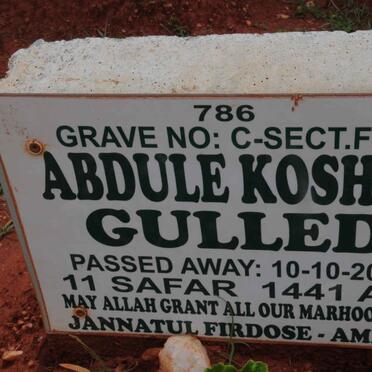 786
GRAVE NO: C-SECT.F
ABDULE KOSH
GULLED
PASSED AWAY: 10-10-20
11 SAFAR 1441 A
MAY ALLAH GRANT ALL OUR MARHOO
JANNATUL FIRDOSE - AM